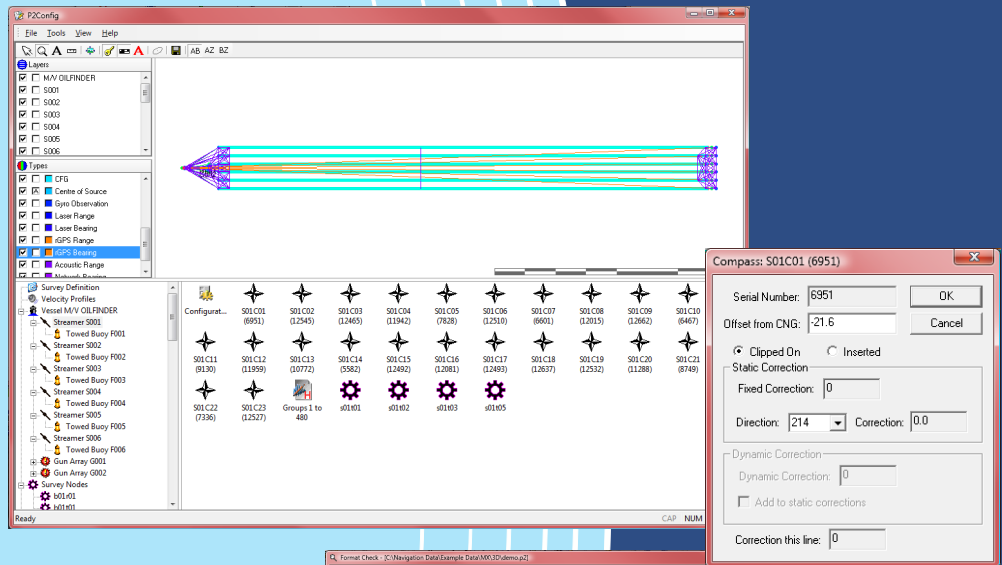 P2Config
File Tools View Help
AB AZ BZ
Layers
M/V OILFINDER
S001
S002
S003
S004
S005
S006
Types
CFG
Centre of Source
Gyro Observation
Laser Range
Laser Bearing
rGPS Range
rGPS Bearing
Acoustic Range
Network Bearing
Survey Definition
Velocity Profiles
Vessel M/V OILFINDER
Streamer S001
Towed Buoy F001
Streamer S002
Towed Buoy F002
Streamer S003
Towed Buoy F003
Streamer S004
Towed Buoy F004
Streamer S005
Towed Buoy F005
Streamer S006
Towed Buoy F006
Gun Array G001
Gun Array G002
Survey Nodes
b01r01
b01t01
Configurat... S01C01 S01C02 S01C03 S01C04 S01C05 S01C06 S01C07 S01C08 S01C09 S01C10
(6951) (12545) (12465) (11942) (7828) (12510) (6601) (12015) (12662) (6467)
S01C11 S01C12 S01C13 S01C14 S01C15 S01C16 S01C17 S01C18 S01C19 S01C20 S01C21
(9130) (11959) (10772) (5582) (12492) (12081) (12493) (12637) (12532) (11288) (8749)
S01C22 S01C23 Groups 1 to s01t01 s01t02 s01t03 s01t05
(7336) (12527) 480
Ready CAP NUM
Compass: S01C01 (6951)
Serial Number: 6951 OK
Offset from CNG: -21.6 Cancel
Clipped On Inserted
Static Correction
Fixed Correction: 0
Direction: 214 Correction: 0.0
Dynamic Correction
Dynamic Correction: 0
Add to static corrections
Correction this line: 0
Format Check - [C:\Navigation Data\Example Data\MX\3D\demo.p2]